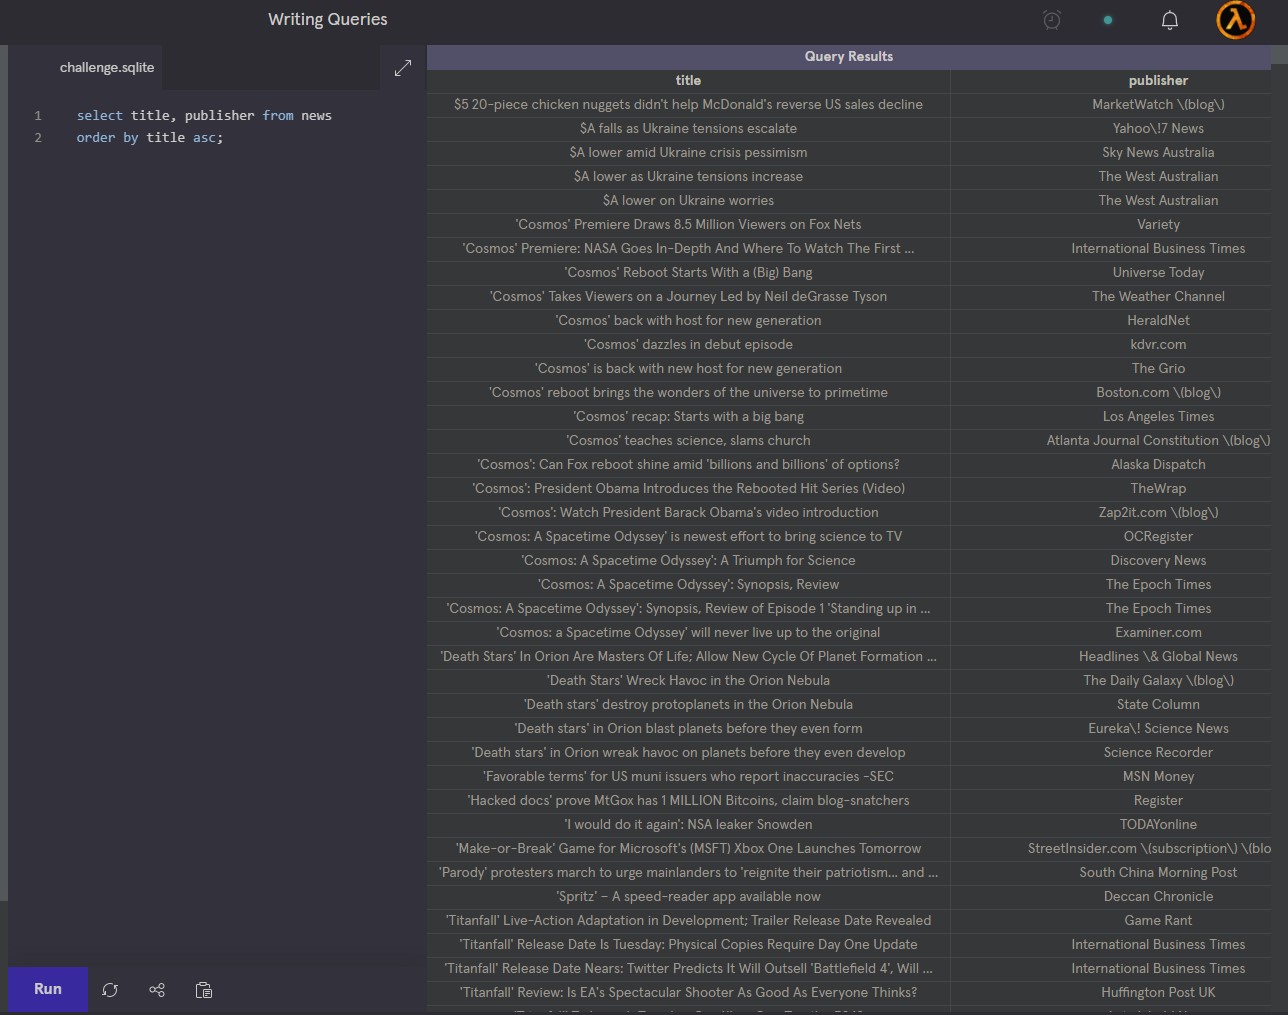 Writing Queries
challenge.sqlite
1 select title, publisher from news
2 order by title asc;
Run
Query Results
title publisher
$5 20-piece chicken nuggets didn't help McDonald's reverse US sales decline MarketWatch \(blog\)
$A falls as Ukraine tensions escalate Yahoo\!7 News
$A lower amid Ukraine crisis pessimism Sky News Australia
$A lower as Ukraine tensions increase The West Australian
$A lower on Ukraine worries The West Australian
'Cosmos' Premiere Draws 8.5 Million Viewers on Fox Nets Variety
'Cosmos' Premiere: NASA Goes In-Depth And Where To Watch The First ... International Business Times
'Cosmos' Reboot Starts With a (Big) Bang Universe Today
'Cosmos' Takes Viewers on a Journey Led by Neil deGrasse Tyson The Weather Channel
'Cosmos' back with host for new generation HeraldNet
'Cosmos' dazzles in debut episode kdvr.com
'Cosmos' is back with new host for new generation The Grio
'Cosmos' reboot brings the wonders of the universe to primetime Boston.com \(blog\)
'Cosmos' recap: Starts with a big bang Los Angeles Times
'Cosmos' teaches science, slams church Atlanta Journal Constitution \(blog\)
'Cosmos': Can Fox reboot shine amid 'billions and billions' of options? Alaska Dispatch
'Cosmos': President Obama Introduces the Rebooted Hit Series (Video) TheWrap
'Cosmos': Watch President Barack Obama's video introduction Zap2it.com \(blog\)
'Cosmos: A Spacetime Odyssey' is newest effort to bring science to TV OCRegister
'Cosmos: A Spacetime Odyssey': A Triumph for Science Discovery News
'Cosmos: A Spacetime Odyssey': Synopsis, Review The Epoch Times
'Cosmos: A Spacetime Odyssey': Synopsis, Review of Episode 1 'Standing up in ... The Epoch Times
'Cosmos: a Spacetime Odyssey' will never live up to the original Examiner.com
'Death Stars' In Orion Are Masters Of Life; Allow New Cycle Of Planet Formation ... Headlines \& Global News
'Death Stars' Wreck Havoc in the Orion Nebula The Daily Galaxy \(blog\)
'Death stars' destroy protoplanets in the Orion Nebula State Column
'Death stars' in Orion blast planets before they even form Eureka\! Science News
'Death stars' in Orion wreak havoc on planets before they even develop Science Recorder
'Favorable terms' for US muni issuers who report inaccuracies -SEC MSN Money
'Hacked docs' prove MtGox has 1 MILLION Bitcoins, claim blog-snatchers Register
'I would do it again': NSA leaker Snowden TODAYonline
'Make-or-Break' Game for Microsoft's (MSFT) Xbox One Launches Tomorrow StreetInsider.com \(subscription\) \(blo
'Parody' protesters march to urge mainlanders to 'reignite their patriotism... and ... South China Morning Post
'Spritz' – A speed-reader app available now Deccan Chronicle
'Titanfall' Live-Action Adaptation in Development; Trailer Release Date Revealed Game Rant
'Titanfall' Release Date Is Tuesday: Physical Copies Require Day One Update International Business Times
'Titanfall' Release Date Nears: Twitter Predicts It Will Outsell 'Battlefield 4', Will ... International Business Times
'Titanfall' Review: Is EA's Spectacular Shooter As Good As Everyone Thinks? Huffington Post UK